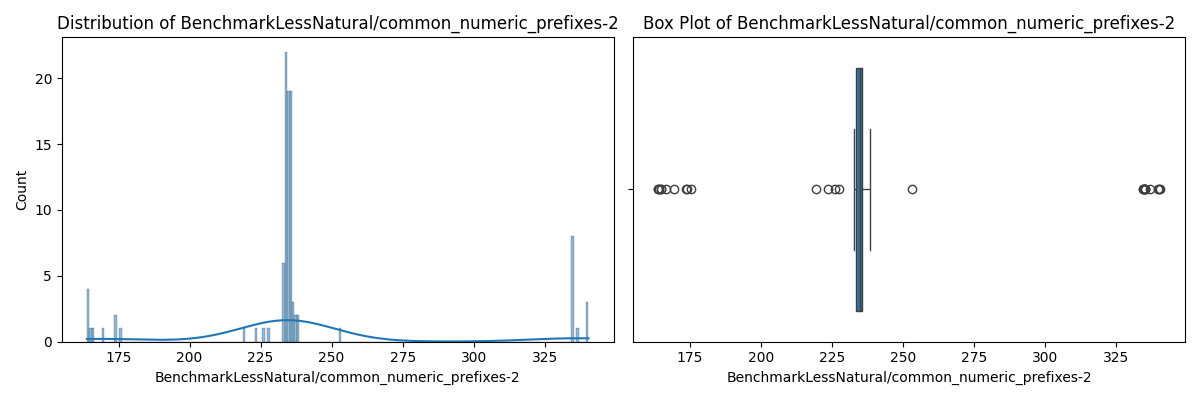 Distribution of BenchmarkLessNatural/common_numeric_prefixes-2
Count
20
15
10
5
0
175 200 225 250 275 300 325
BenchmarkLessNatural/common_numeric_prefixes-2
Box Plot of BenchmarkLessNatural/common_numeric_prefixes-2
175 200 225 250 275 300 325
BenchmarkLessNatural/common_numeric_prefixes-2